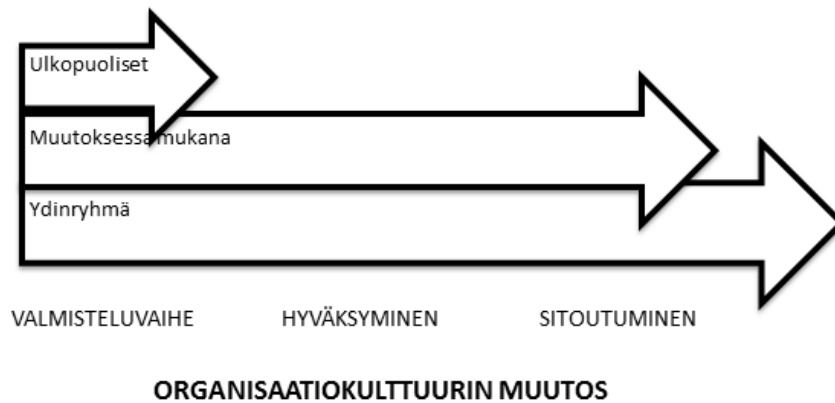 Ulkopuoliset
Muutoksessa mukana
Ydinryhmä
VALMISTELUVAIHE HYVÄKSYMINEN SITOUTUMINEN
ORGANISAATIOKULTTUURIN MUUTOS